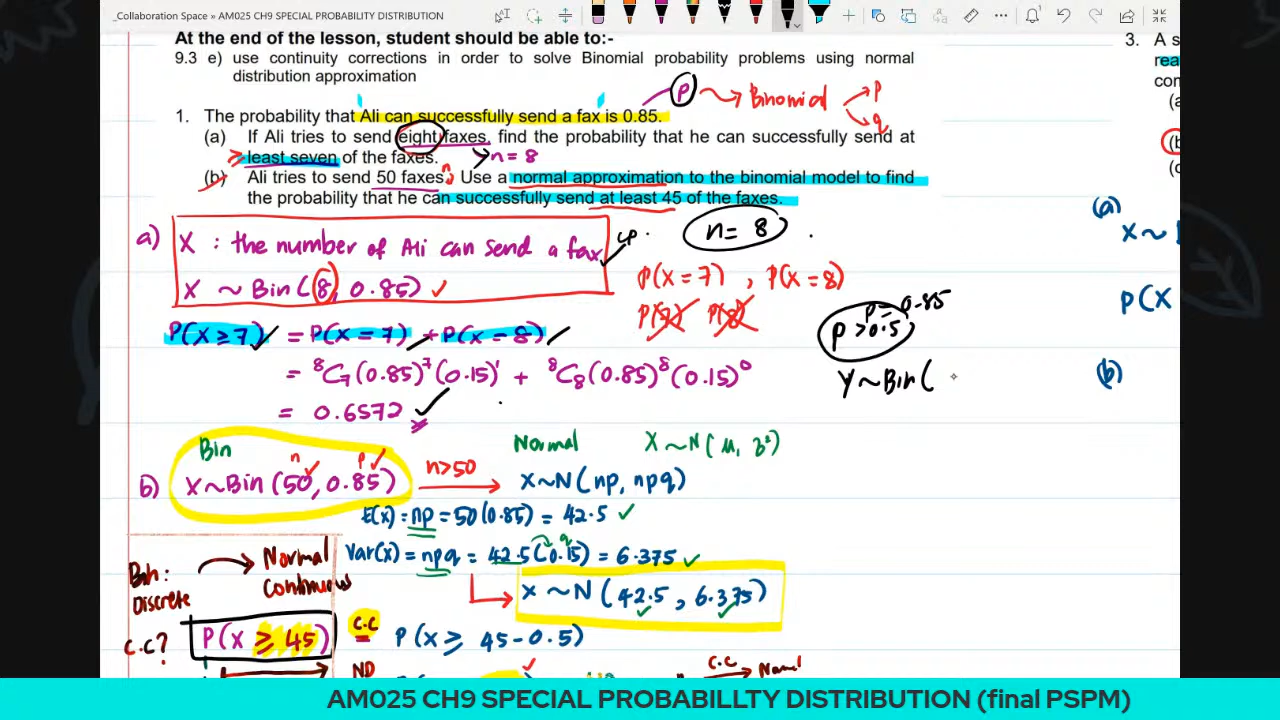 _Collaboration Space » AM025 CH9 SPECIAL PROBABILITY DISTRIBUTION
At the end of the lesson, student should be able to:-
9.3 e) use continuity corrections in order to solve Binomial probability problems using normal
distribution approximation
p Binomial p
q
1. The probability that Ali can successfully send a fax is 0.85.
(a) If Ali tries to send eight faxes, find the probability that he can successfully send at
least seven of the faxes.
n = 8
(b) Ali tries to send 50 faxes. Use a normal approximation to the binomial model to find
n
the probability that he can successfully send at least 45 of the faxes.
a) X : the number of Ali can send a fax
n = 8
X ~ Bin (8, 0.85)
P(X = 7) , P(X = 8)
P(X ≥ 7) = P(X = 7) + P(X = 8)
p = 0.85
p > 0.5
= ⁸C₇(0.85)⁷(0.15)¹ + ⁸C₈(0.85)⁸(0.15)⁰
Y ~ Bin (
= 0.6572
Bin
Normal X ~ N( μ, σ²)
n p
b) X ~ Bin (50, 0.85) n>50 X ~ N(np, npq)
E(x) = np = 50(0.85) = 42.5
q
Var(x) = npq = 42.5(0.15) = 6.375
Bin: Normal
Discrete continuous
X ~ N ( 42.5 , 6.375)
C.C? P(X ≥ 45) C.C P(X ≥ 45 - 0.5)
ND
C.C Normal
3. A s
rea
con
(a
(b
(c
(a)
X ~
P(X
(b)
AM025 CH9 SPECIAL PROBABILLTY DISTRIBUTION (final PSPM)